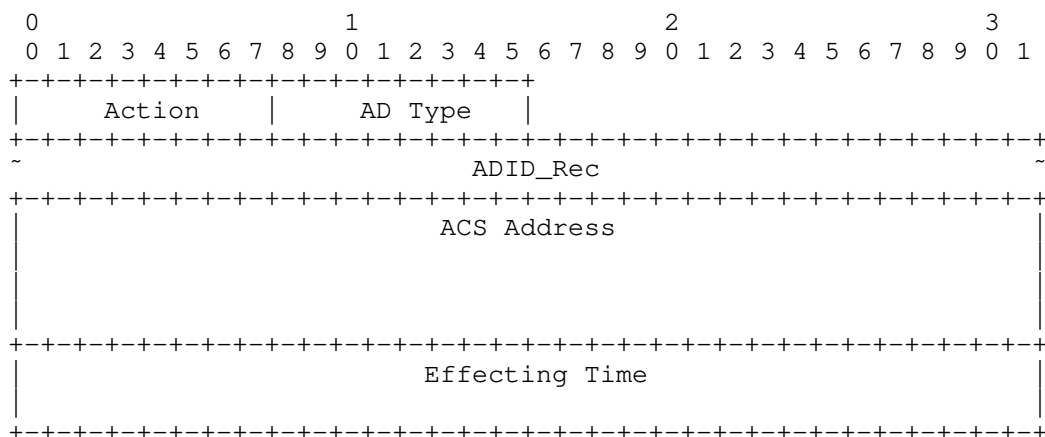 0                   1                   2                   3
 0 1 2 3 4 5 6 7 8 9 0 1 2 3 4 5 6 7 8 9 0 1 2 3 4 5 6 7 8 9 0 1
+-+-+-+-+-+-+-+-+-+-+-+-+-+-+-+-+
|     Action    |    AD Type    |
+-+-+-+-+-+-+-+-+-+-+-+-+-+-+-+-+-+-+-+-+-+-+-+-+-+-+-+-+-+-+-+-+
~                            ADID_Rec                           ~
+-+-+-+-+-+-+-+-+-+-+-+-+-+-+-+-+-+-+-+-+-+-+-+-+-+-+-+-+-+-+-+-+
|                          ACS Address                          |
|                                                               |
|                                                               |
|                                                               |
+-+-+-+-+-+-+-+-+-+-+-+-+-+-+-+-+-+-+-+-+-+-+-+-+-+-+-+-+-+-+-+-+
|                         Effecting Time                        |
|                                                               |
+-+-+-+-+-+-+-+-+-+-+-+-+-+-+-+-+-+-+-+-+-+-+-+-+-+-+-+-+-+-+-+-+